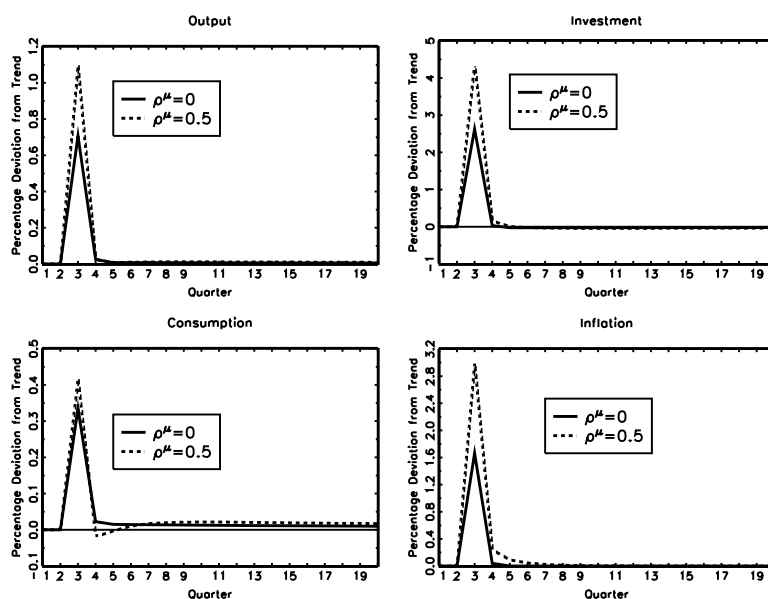 Output
Percentage Deviation from Trend
1.2
1.0
0.8
0.6
0.4
0.2
0.0
ρ^μ=0
ρ^μ=0.5
1 2 3 4 5 6 7 8 9 11 13 15 17 19
Quarter
Investment
Percentage Deviation from Trend
5
4
3
2
1
0
−1
ρ^μ=0
ρ^μ=0.5
1 2 3 4 5 6 7 8 9 11 13 15 17 19
Quarter
Consumption
Percentage Deviation from Trend
0.5
0.4
0.3
0.2
0.1
0.0
−0.1
ρ^μ=0
ρ^μ=0.5
1 2 3 4 5 6 7 8 9 11 13 15 17 19
Quarter
Inflation
Percentage Deviation from Trend
3.2
2.8
2.4
2.0
1.6
1.2
0.8
0.4
0.0
ρ^μ=0
ρ^μ=0.5
1 2 3 4 5 6 7 8 9 11 13 15 17 19
Quarter